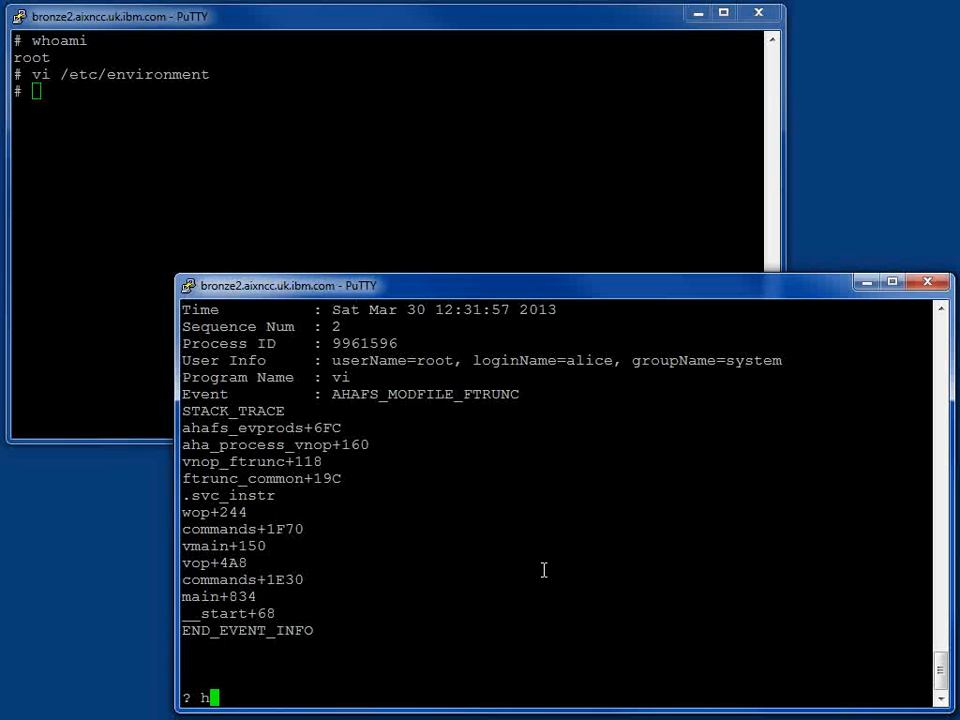 bronze2.aixncc.uk.ibm.com - PuTTY
# whoami
root
# vi /etc/environment
#
bronze2.aixncc.uk.ibm.com - PuTTY
Time : Sat Mar 30 12:31:57 2013
Sequence Num : 2
Process ID : 9961596
User Info : userName=root, loginName=alice, groupName=system
Program Name : vi
Event : AHAFS_MODFILE_FTRUNC
STACK_TRACE
ahafs_evprods+6FC
aha_process_vnop+160
vnop_ftrunc+118
ftrunc_common+19C
.svc_instr
wop+244
commands+1F70
vmain+150
vop+4A8
commands+1E30
main+834
__start+68
END_EVENT_INFO
? h